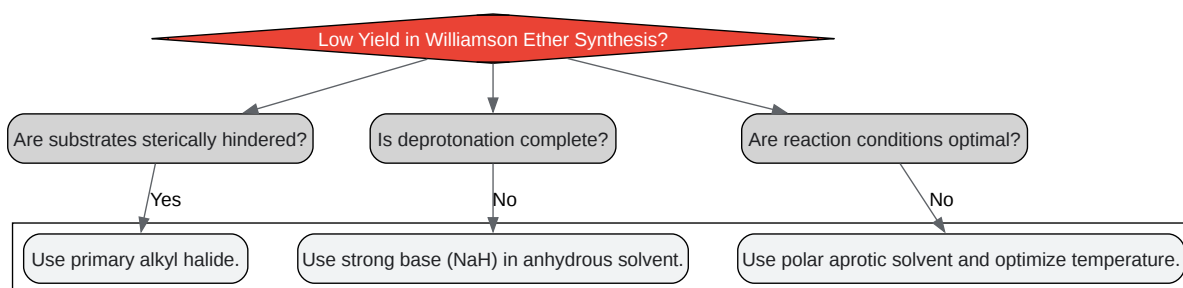 Low Yield in Williamson Ether Synthesis?
Are substrates sterically hindered?
Is deprotonation complete?
Are reaction conditions optimal?
Yes
No
No
Use primary alkyl halide.
Use strong base (NaH) in anhydrous solvent.
Use polar aprotic solvent and optimize temperature.